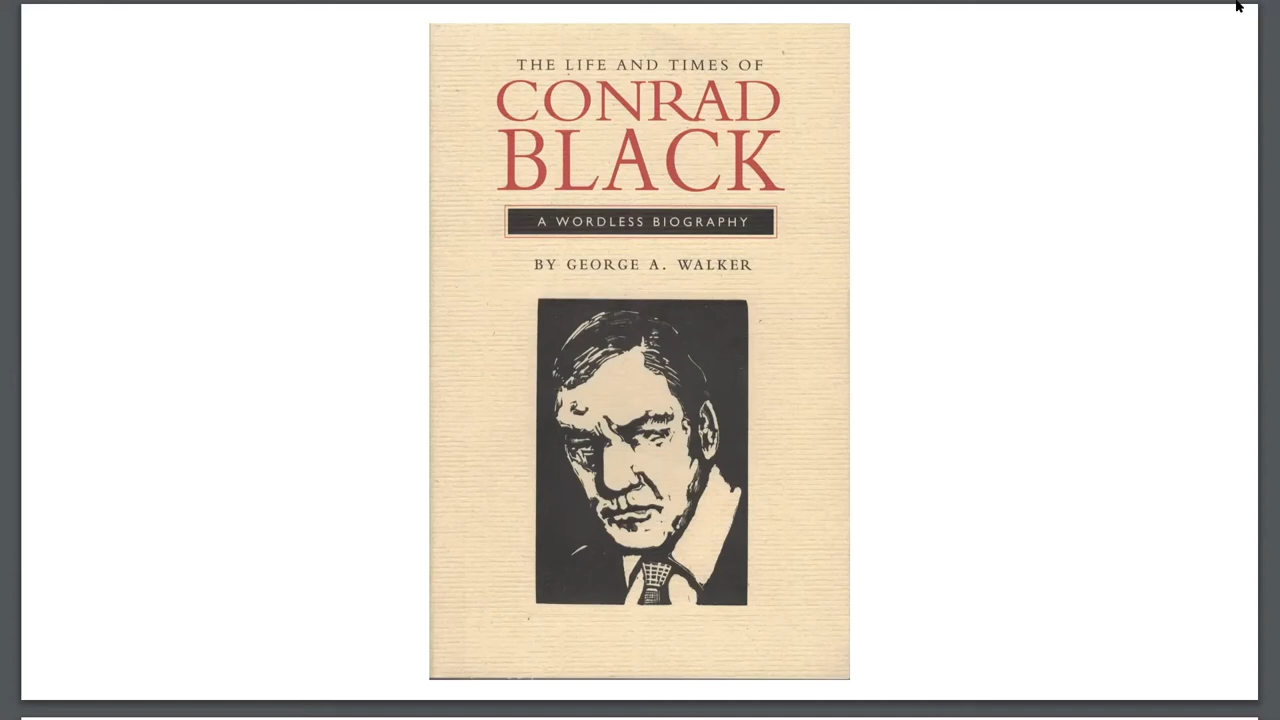 THE LIFE AND TIMES OF
CONRAD
BLACK
A WORDLESS BIOGRAPHY
BY GEORGE A. WALKER